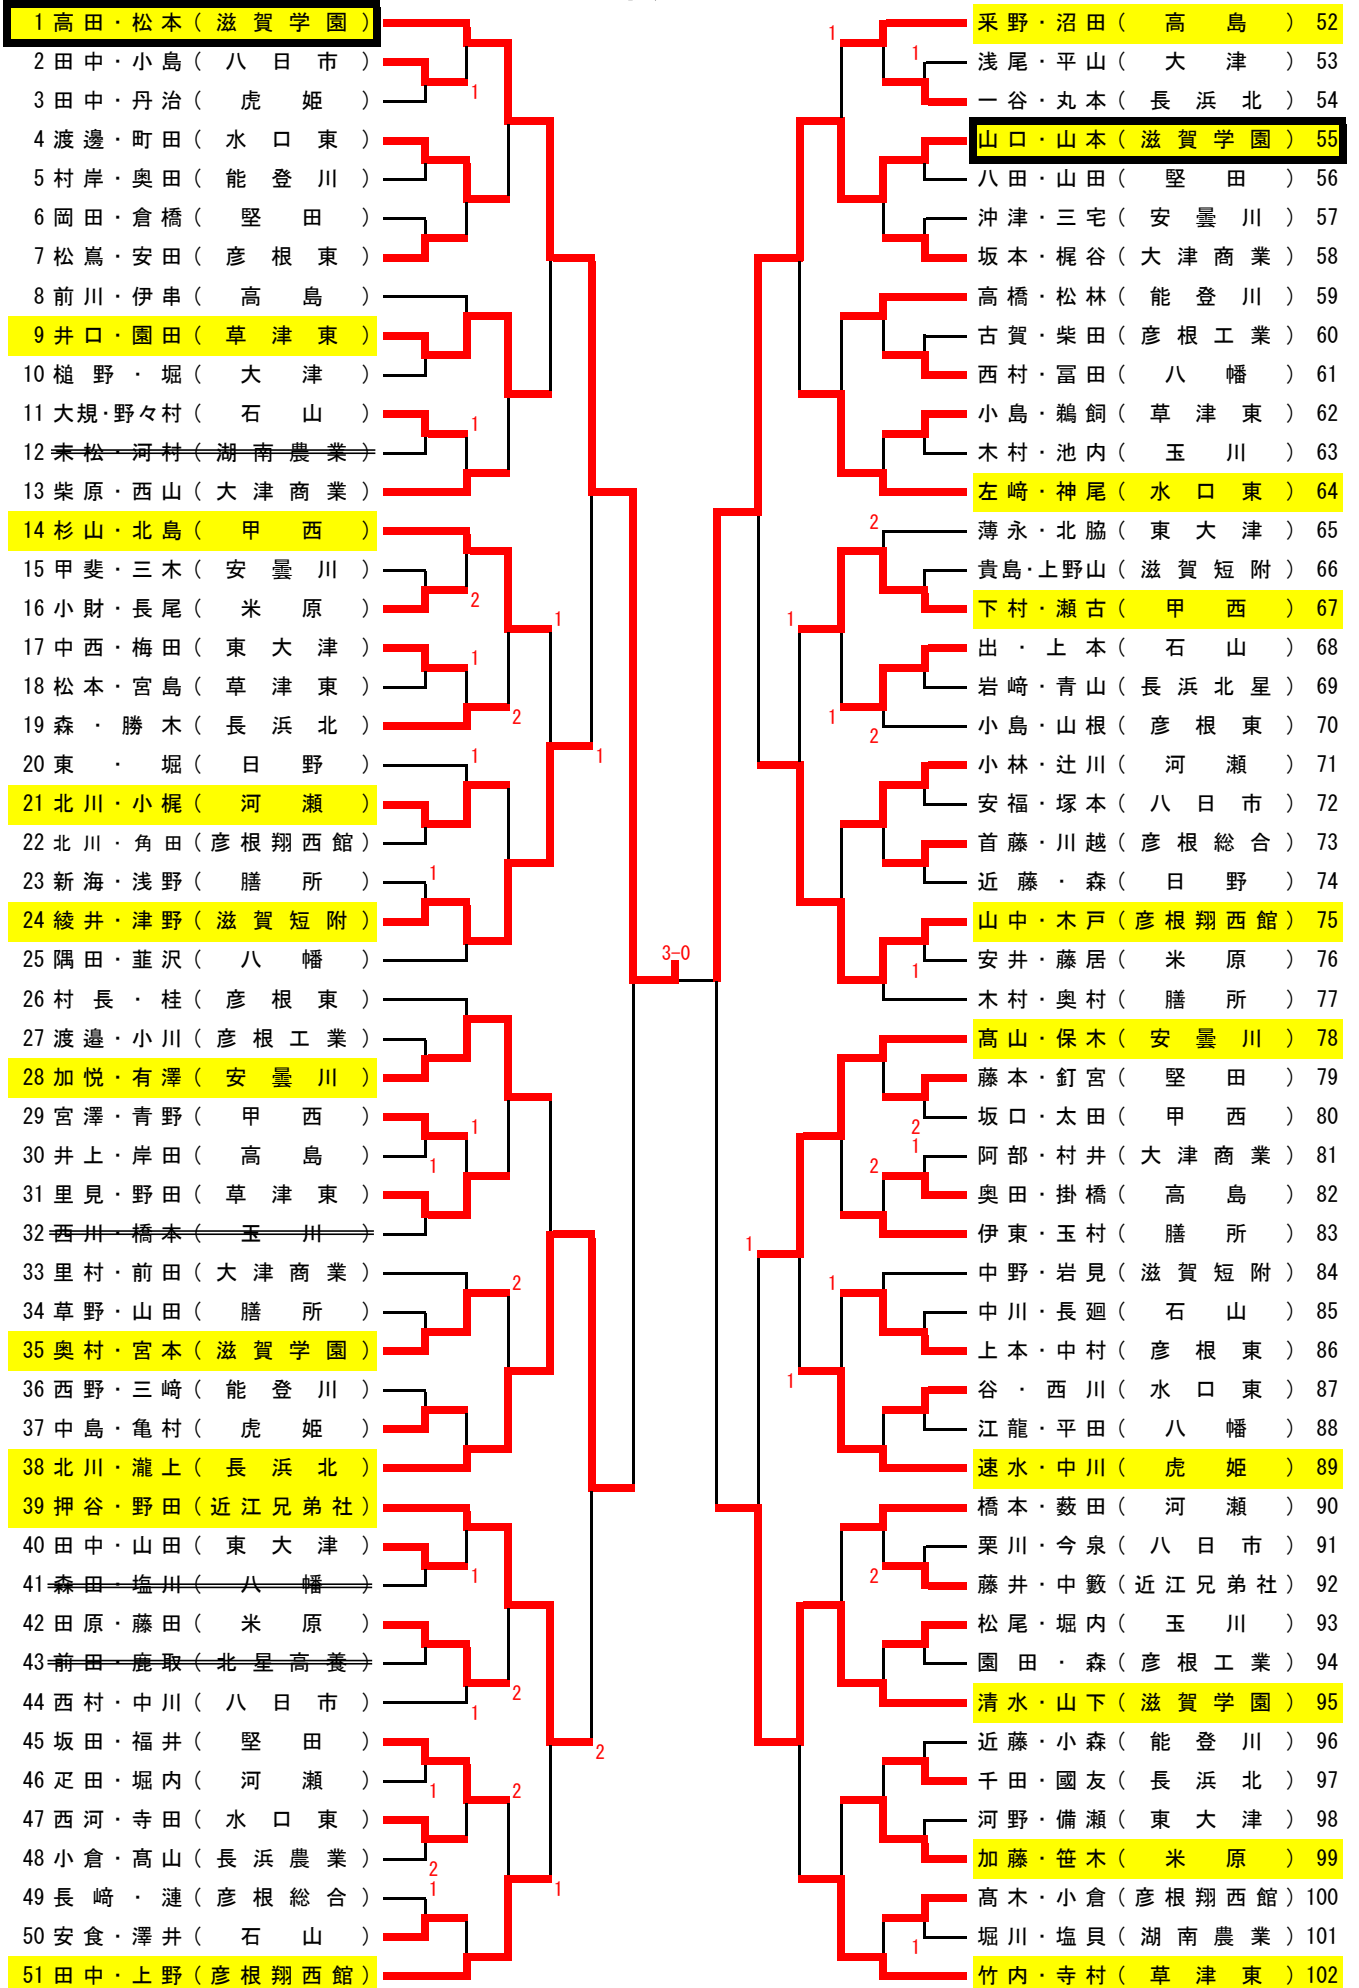 1 高田・松本 (滋賀学園)
2 田中・小島 (八日市)
3 田中・丹治 (虎姫)
4 渡邊・町田 (水口東)
5 村岸・奥田 (能登川)
6 岡田・倉橋 (堅田)
7 松嶌・安田 (彦根東)
8 前川・伊串 (高島)
9 井口・園田 (草津東)
10 槌野・堀 (大津)
11 大規・野々村 (石山)
12 末松・河村 (湖南農業)
13 柴原・西山 (大津商業)
14 杉山・北島 (甲西)
15 甲斐・三木 (安曇川)
16 小財・長尾 (米原)
17 中西・梅田 (東大津)
18 松本・宮島 (草津東)
19 森・勝木 (長浜北)
20 東・堀 (日野)
21 北川・小梶 (河瀬)
22 北川・角田 (彦根翔西館)
23 新海・浅野 (膳所)
24 綾井・津野 (滋賀短附)
25 隅田・韮沢 (八幡)
26 村長・桂 (彦根東)
27 渡邉・小川 (彦根工業)
28 加悦・有澤 (安曇川)
29 宮澤・青野 (甲西)
30 井上・岸田 (高島)
31 里見・野田 (草津東)
32 西川・橋本 (玉川)
33 里村・前田 (大津商業)
34 草野・山田 (膳所)
35 奥村・宮本 (滋賀学園)
36 西野・三﨑 (能登川)
37 中島・亀村 (虎姫)
38 北川・瀧上 (長浜北)
39 押谷・野田 (近江兄弟社)
40 田中・山田 (東大津)
41 森田・塩川 (八幡)
42 田原・藤田 (米原)
43 前田・鹿取 (北星高養)
44 西村・中川 (八日市)
45 坂田・福井 (堅田)
46 疋田・堀内 (河瀬)
47 西河・寺田 (水口東)
48 小倉・髙山 (長浜農業)
49 長﨑・漣 (彦根総合)
50 安食・澤井 (石山)
51 田中・上野 (彦根翔西館)
1
1
2
1
1
2
1
1
1
1
1
2
1
1
2
1
2
2
1
1
2
1
3-0
釆野・沼田 (高島) 52
浅尾・平山 (大津) 53
一谷・丸本 (長浜北) 54
山口・山本 (滋賀学園) 55
八田・山田 (堅田) 56
沖津・三宅 (安曇川) 57
坂本・梶谷 (大津商業) 58
高橋・松林 (能登川) 59
古賀・柴田 (彦根工業) 60
西村・冨田 (八幡) 61
小島・鵜飼 (草津東) 62
木村・池内 (玉川) 63
左﨑・神尾 (水口東) 64
薄永・北脇 (東大津) 65
貴島・上野山 (滋賀短附) 66
下村・瀬古 (甲西) 67
出・上本 (石山) 68
岩﨑・青山 (長浜北星) 69
小島・山根 (彦根東) 70
小林・辻川 (河瀬) 71
安福・塚本 (八日市) 72
首藤・川越 (彦根総合) 73
近藤・森 (日野) 74
山中・木戸 (彦根翔西館) 75
安井・藤居 (米原) 76
木村・奥村 (膳所) 77
髙山・保木 (安曇川) 78
藤本・釘宮 (堅田) 79
坂口・太田 (甲西) 80
阿部・村井 (大津商業) 81
奥田・掛橋 (高島) 82
伊東・玉村 (膳所) 83
中野・岩見 (滋賀短附) 84
中川・長廻 (石山) 85
上本・中村 (彦根東) 86
谷・西川 (水口東) 87
江龍・平田 (八幡) 88
速水・中川 (虎姫) 89
橋本・薮田 (河瀬) 90
栗川・今泉 (八日市) 91
藤井・中籔 (近江兄弟社) 92
松尾・堀内 (玉川) 93
園田・森 (彦根工業) 94
清水・山下 (滋賀学園) 95
近藤・小森 (能登川) 96
千田・國友 (長浜北) 97
河野・備瀬 (東大津) 98
加藤・笹木 (米原) 99
髙木・小倉 (彦根翔西館) 100
堀川・塩貝 (湖南農業) 101
竹内・寺村 (草津東) 102
1
1
2
1
1
2
1
2
1
2
1
1
1
2
1